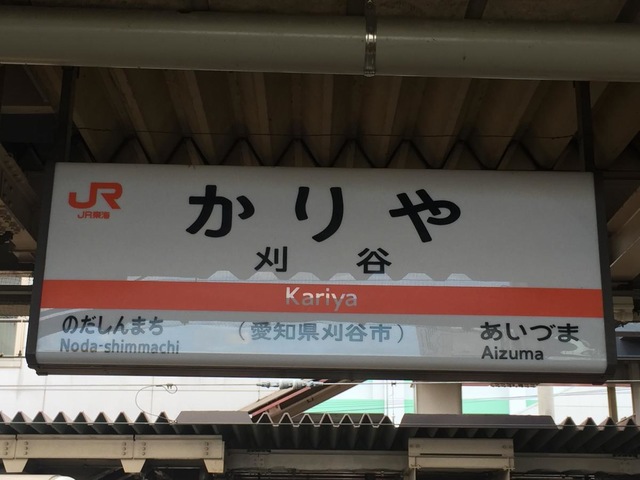 JR
JR東海
かりや
刈谷
Kariya
のだしんまち
Noda-shimmachi
（愛知県刈谷市）
あいづま
Aizuma